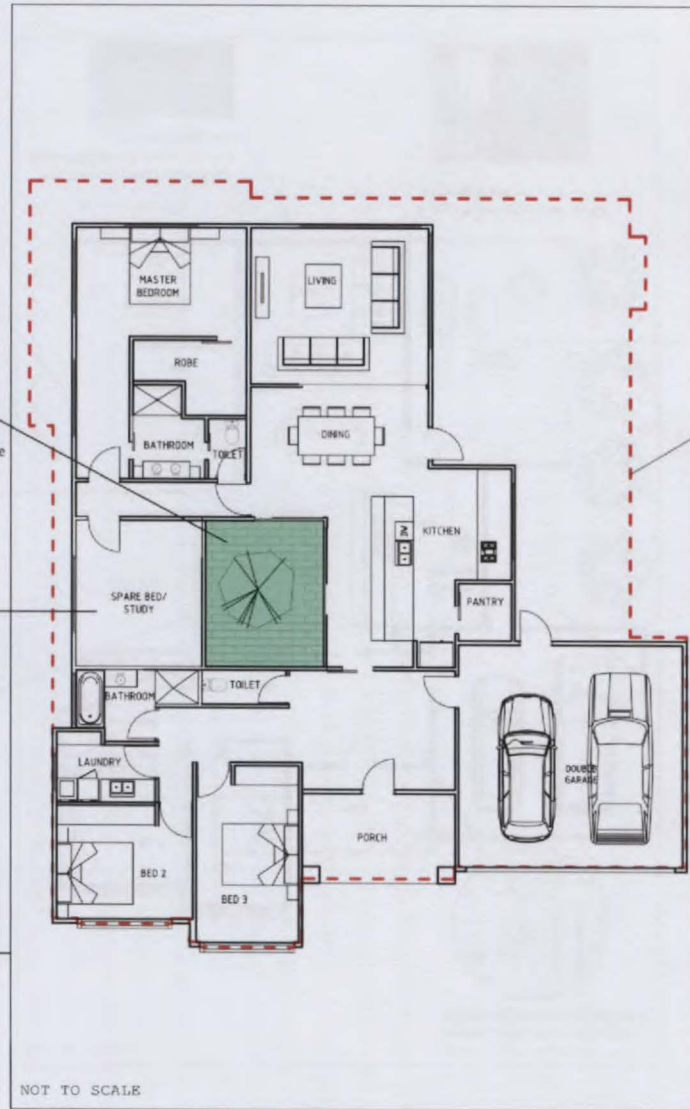 MASTER
BEDROOM
LIVING
ROBE
BATHROOM
TOILET
DINING
KITCHEN
SPARE BED/
STUDY
PANTRY
BATHROOM
TOILET
LAUNDRY
DOUBLE
GARAGE
PORCH
BED 2
BED 3
NOT TO SCALE